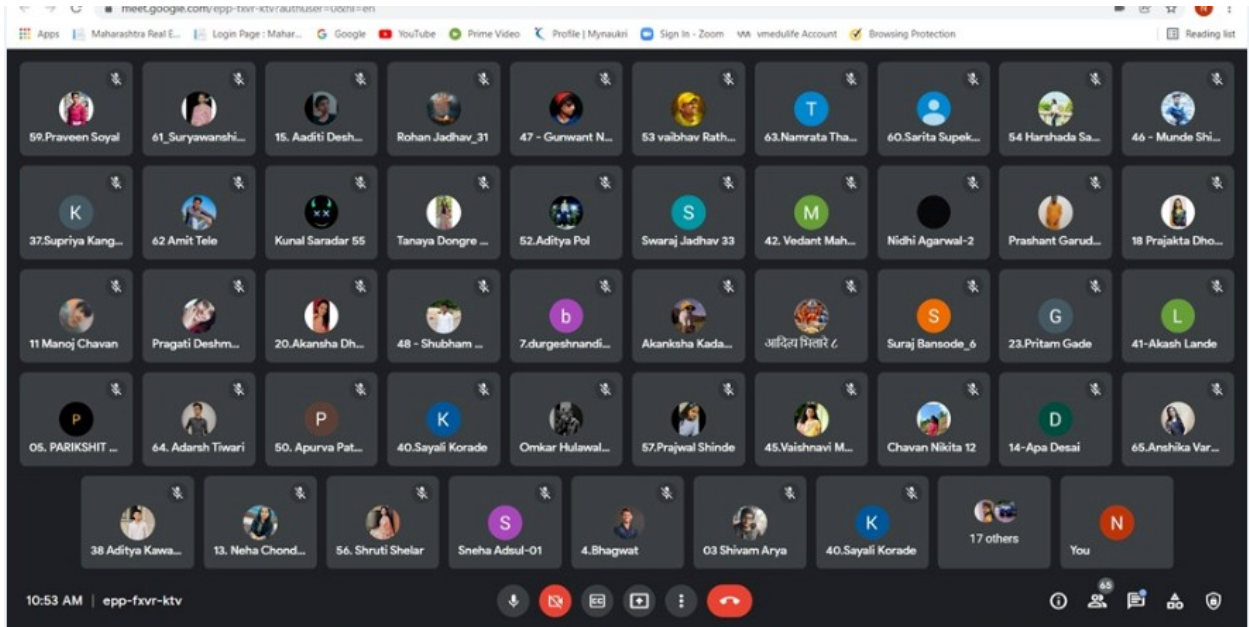 meet.google.com/epp-fxvr-ktv?authuser=0&hl=en
Apps Maharashtra Real E... Login Page : Mahar... Google YouTube Prime Video Profile | Mynaukri Sign In - Zoom vmedulife Account Browsing Protection Reading list
59.Praveen Soyal 61_Suryawanshi... 15. Aaditi Desh... Rohan Jadhav_31 47 - Gunwant N... 53 vaibhav Rath... T 63.Namrata Tha... 60.Sarita Supek... 54 Harshada Sa... 46 - Munde Shi...
K S M
37.Supriya Kang... 62 Amit Tele Kunal Saradar 55 Tanaya Dongre ... 52.Aditya Pol Swaraj Jadhav 33 42. Vedant Mah... Nidhi Agarwal-2 Prashant Garud... 18 Prajakta Dho...
b S G L
11 Manoj Chavan Pragati Deshm... 20.Akansha Dh... 48 - Shubham ... 7.durgeshnandi... Akanksha Kada... आदित्य भिलारे ८ Suraj Bansode_6 23.Pritam Gade 41-Akash Lande
P P K D
05. PARIKSHIT ... 64. Adarsh Tiwari 50. Apurva Pat... 40.Sayali Korade Omkar Hulawal... 57.Prajwal Shinde 45.Vaishnavi M... Chavan Nikita 12 14-Apa Desai 65.Anshika Var...
S K N
38 Aditya Kawa... 13. Neha Chond... 56. Shruti Shelar Sneha Adsul-01 4.Bhagwat 03 Shivam Arya 40.Sayali Korade 17 others You
10:53 AM | epp-fxvr-ktv CC 65